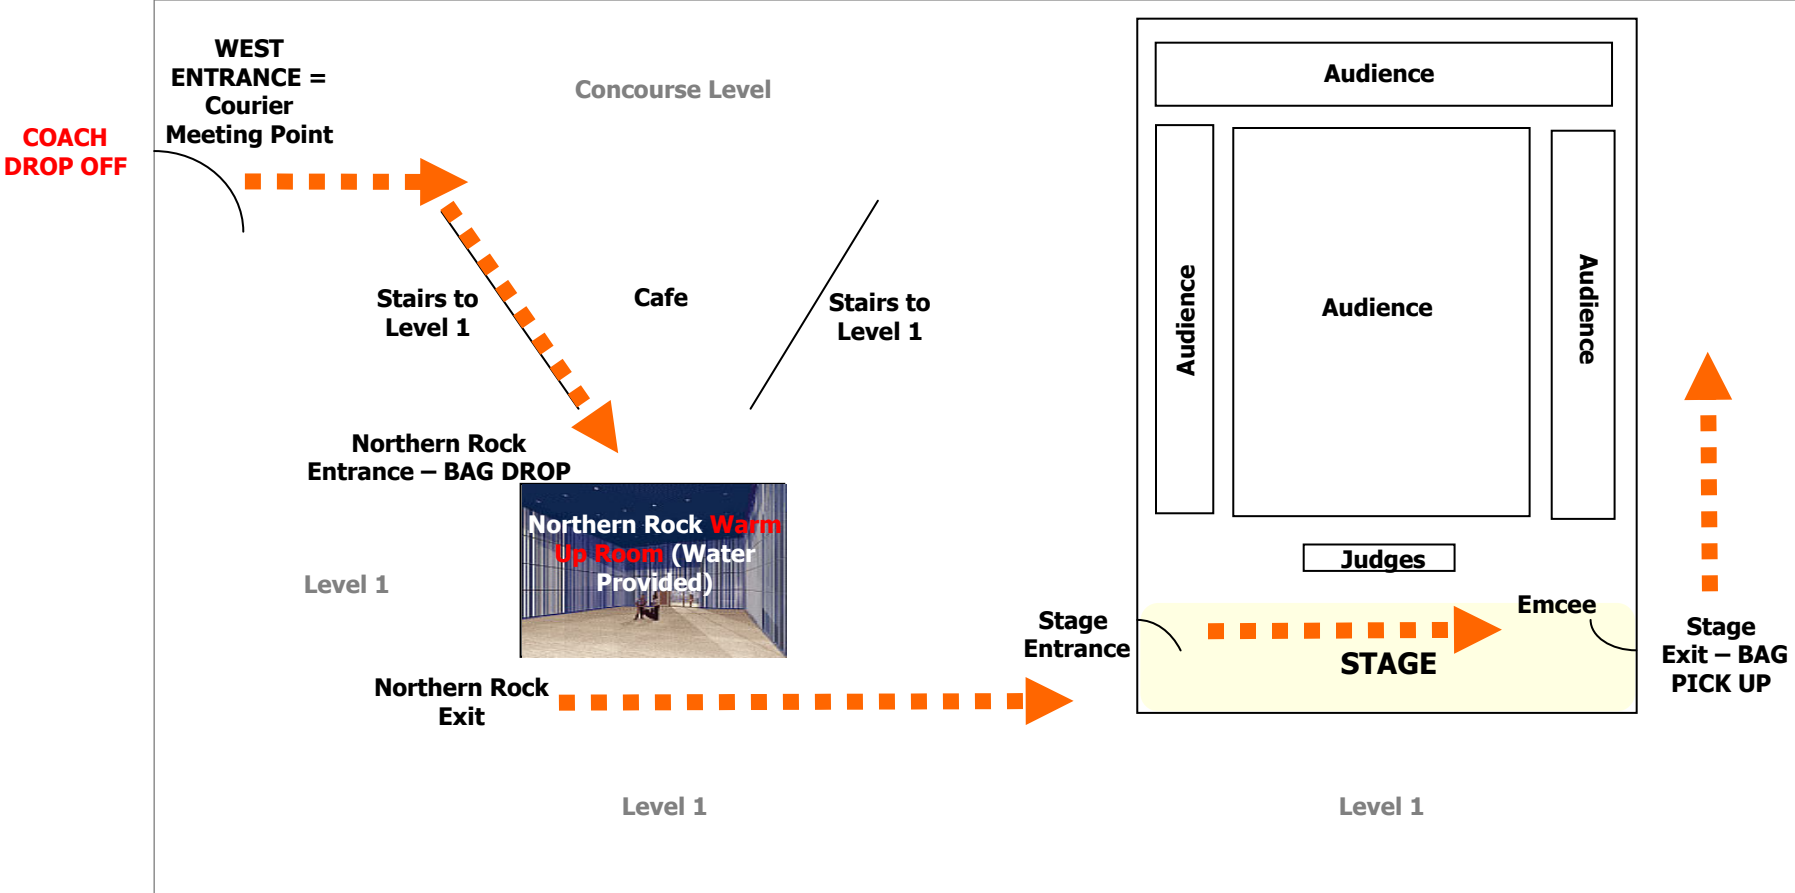 COACH
DROP OFF
WEST
ENTRANCE =
Courier
Meeting Point
Concourse Level
Stairs to
Level 1
Cafe
Stairs to
Level 1
Northern Rock
Entrance – BAG DROP
Northern Rock Warm
Up Room (Water
Provided)
Level 1
Northern Rock
Exit
Level 1
Audience
Audience
Audience
Audience
Judges
Stage
Entrance
Emcee
STAGE
Stage
Exit – BAG
PICK UP
Level 1